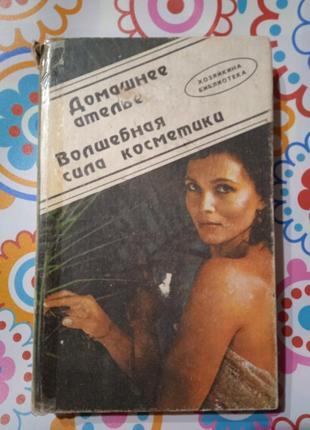 Домашнее
ателье
Волшебная
сила косметики
ХОЗЯЙКИНА
БИБЛИОТЕКА